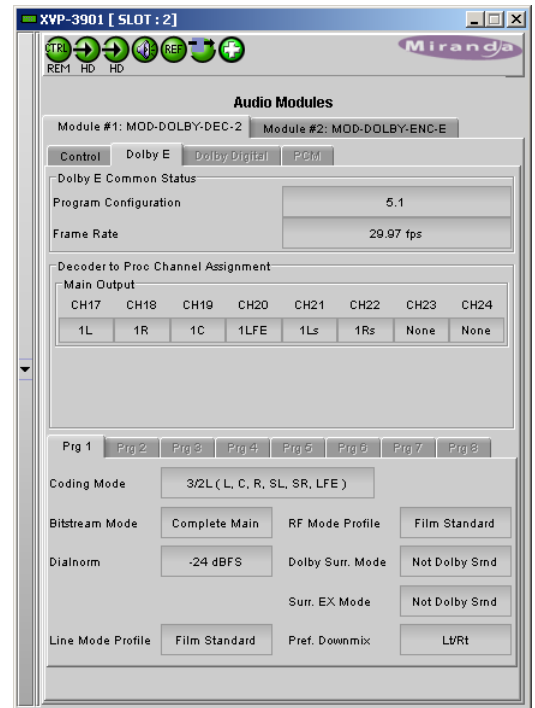 XVP-3901 [ SLOT : 2]
CTRL REF
REM HD HD
Miranda
Audio Modules
Module #1: MOD-DOLBY-DEC-2 Module #2: MOD-DOLBY-ENC-E
Control Dolby E Dolby Digital PCM
Dolby E Common Status
Program Configuration 5.1
Frame Rate 29.97 fps
Decoder to Proc Channel Assignment
Main Output
CH17 CH18 CH19 CH20 CH21 CH22 CH23 CH24
1L 1R 1C 1LFE 1Ls 1Rs None None
Prg 1 Prg 2 Prg 3 Prg 4 Prg 5 Prg 6 Prg 7 Prg 8
Coding Mode 3/2L ( L, C, R, SL, SR, LFE )
Bitstream Mode Complete Main RF Mode Profile Film Standard
Dialnorm -24 dBFS Dolby Surr. Mode Not Dolby Srnd
Surr. EX Mode Not Dolby Srnd
Line Mode Profile Film Standard Pref. Downmix Lt/Rt